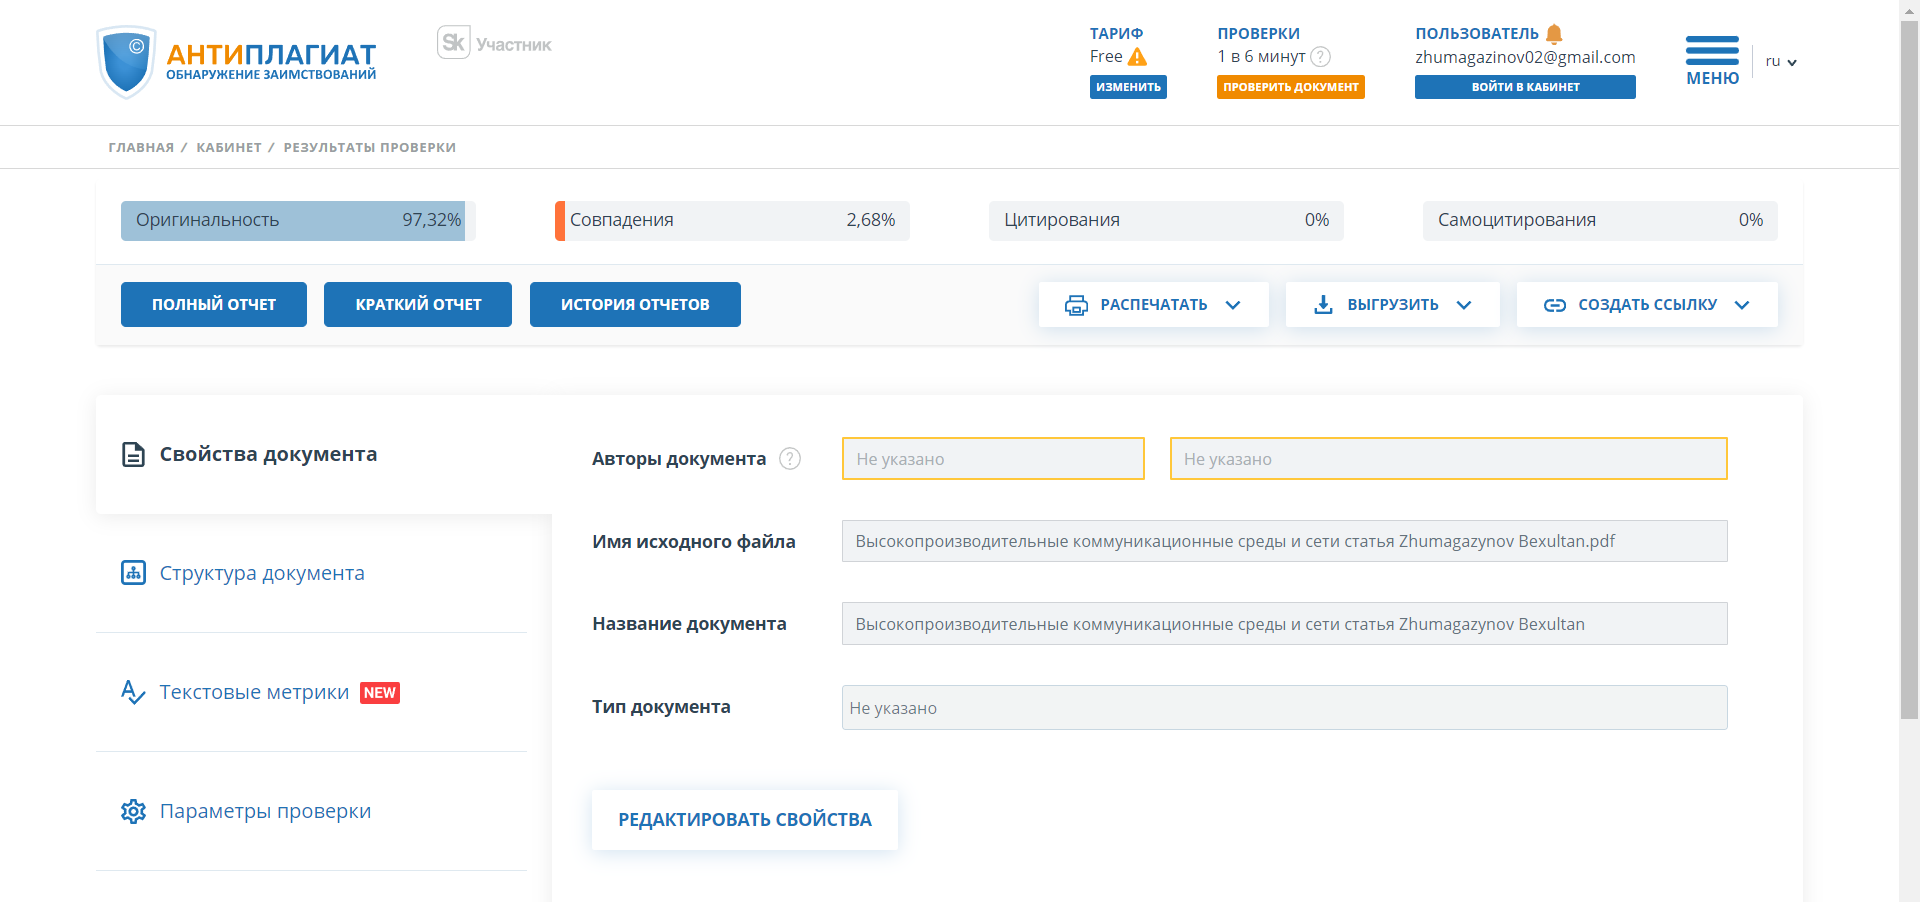 ©
АНТИПЛАГИАТ
ОБНАРУЖЕНИЕ ЗАИМСТВОВАНИЙ
Sk Участник
ТАРИФ
Free
ИЗМЕНИТЬ
ПРОВЕРКИ
1 в 6 минут ?
ПРОВЕРИТЬ ДОКУМЕНТ
ПОЛЬЗОВАТЕЛЬ
zhumagazinov02@gmail.com
ВОЙТИ В КАБИНЕТ
МЕНЮ
ru
ГЛАВНАЯ / КАБИНЕТ / РЕЗУЛЬТАТЫ ПРОВЕРКИ
Оригинальность 97,32%
Совпадения 2,68%
Цитирования 0%
Самоцитирования 0%
ПОЛНЫЙ ОТЧЕТ
КРАТКИЙ ОТЧЕТ
ИСТОРИЯ ОТЧЕТОВ
РАСПЕЧАТАТЬ
ВЫГРУЗИТЬ
СОЗДАТЬ ССЫЛКУ
Свойства документа
Структура документа
Текстовые метрики NEW
Параметры проверки
Авторы документа ? Не указано Не указано
Имя исходного файла Высокопроизводительные коммуникационные среды и сети статья Zhumagazynov Bexultan.pdf
Название документа Высокопроизводительные коммуникационные среды и сети статья Zhumagazynov Bexultan
Тип документа Не указано
РЕДАКТИРОВАТЬ СВОЙСТВА